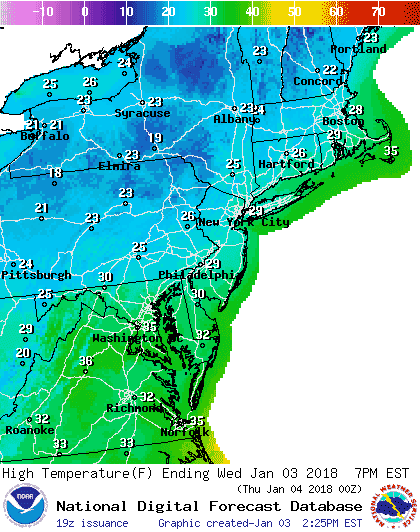 -10 0 10 20 30 40 50 60 70
23
Portland
23
24
22
Concord
25
26
23
23
Syracuse
23
24
Albany
28
Boston
21
21
Buffalo
19
29
35
23
Elmira
26
Hartford
25
18
23
21
23
26
29
New York City
25
24
Pittsburgh
29
Philadelphi
30
25
30
29
35
Washington DC
32
20
36
32
Richmond
32
Roanoke
35
Norfolk
33
33
High Temperature(F) Ending Wed Jan 03 2018 7PM EST
(Thu Jan 04 2018 00Z)
NOAA
National Digital Forecast Database
19z issuance Graphic created-Jan 03 2:25PM EST